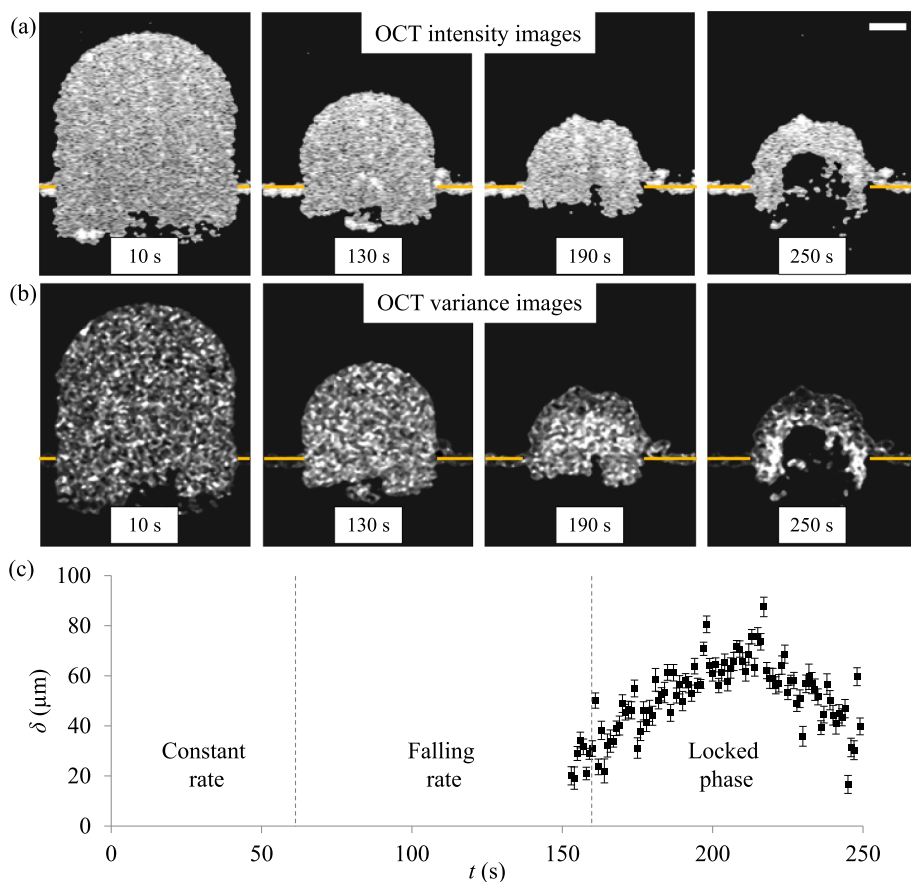 (a)
OCT intensity images
10 s
130 s
190 s
250 s
(b)
OCT variance images
10 s
130 s
190 s
250 s
(c)
100
80
60
40
20
0
δ (μm)
Constant
rate
Falling
rate
Locked
phase
0
50
100
150
200
250
t (s)